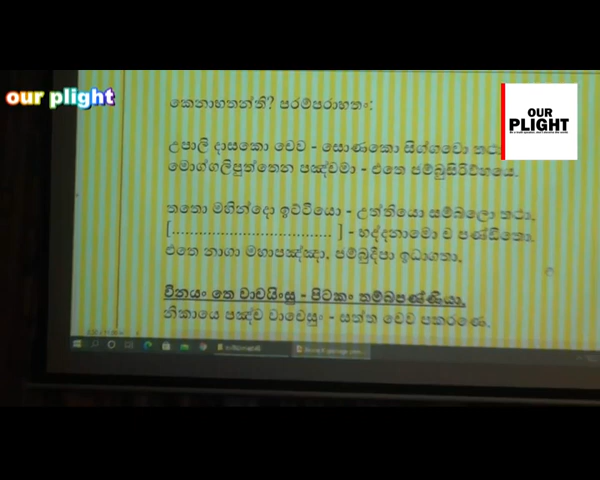 our plight
OUR
PLIGHT
කෙනාභතන්ති? පරම්පරාභතං:
උපාලි දාසකො චෙව - සොණකො සිග්ගවො තථා
මොග්ගලිපුත්තෙන පඤ්චමා - එතෙ ජම්බුසිරිව්හයෙ.
තතො මහින්දො ඉට්ටියො - උත්තියො සම්බලො තථා.
[..................................... ] - භද්දනාමො ච පණ්ඩිතො.
එතෙ නාගා මහාපඤ්ඤා. ජම්බුදීපා ඉධාගතා.
විනයං තෙ වාචයිංසු - පිටකං තම්බපණ්ණියා.
නිකායෙ පඤ්ච වාචෙසුං - සත්ත චෙව පකරණෙ.